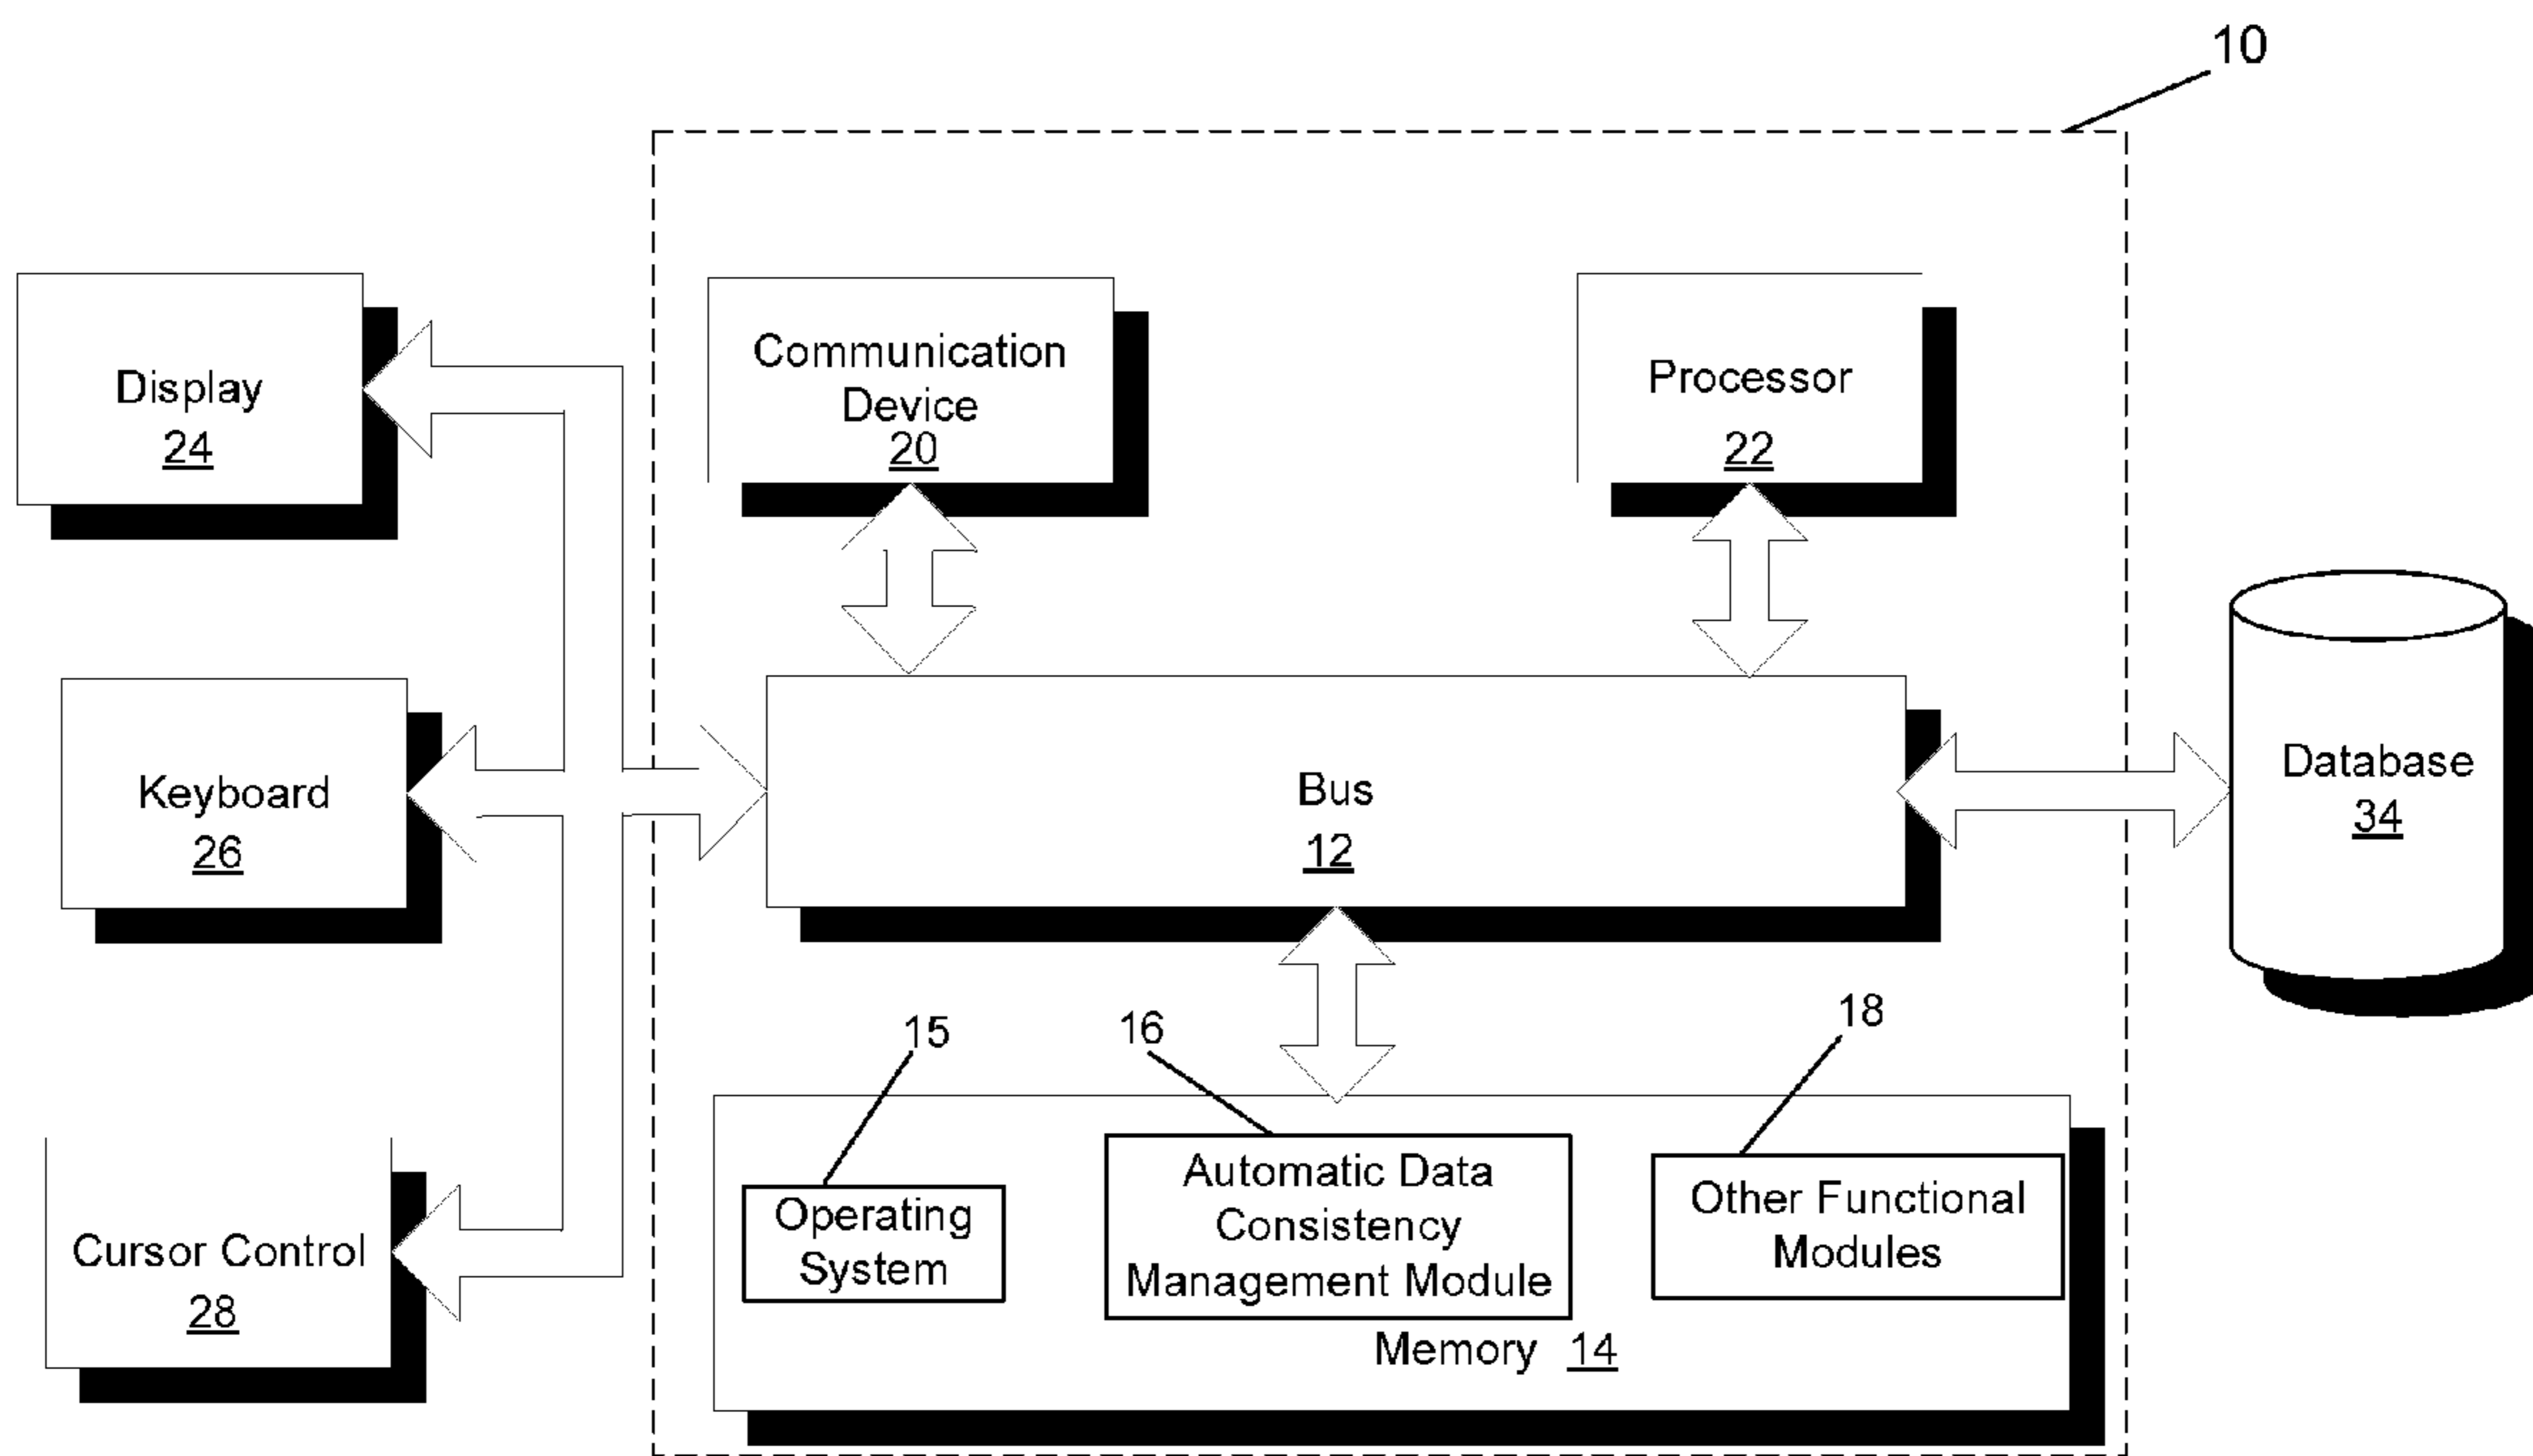 10
Display
24
Communication
Device
20
Processor
22
Keyboard
26
Bus
12
Database
34
15
16
18
Cursor Control
28
Operating
System
Automatic Data
Consistency
Management Module
Other Functional
Modules
Memory 14